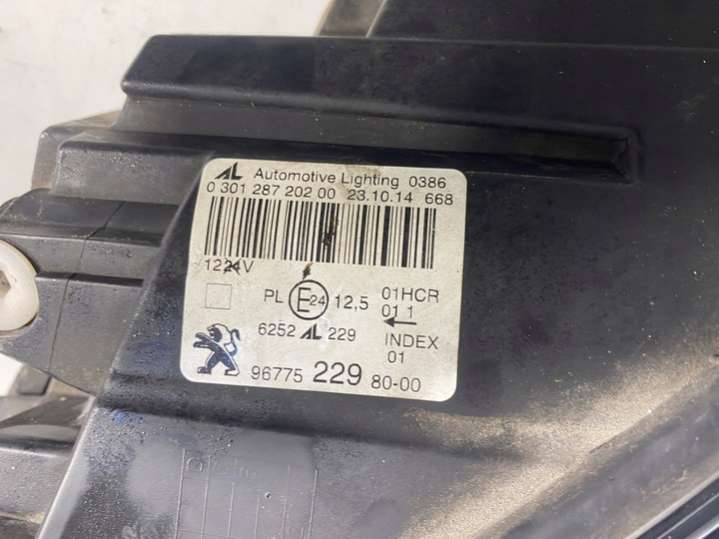 AL Automotive Lighting 0386
0 301 287 202 00 23.10.14 668
1224V
PL E24 12,5 01HCR
01 1
6252 AL 229
INDEX
01
96775 229 80-00